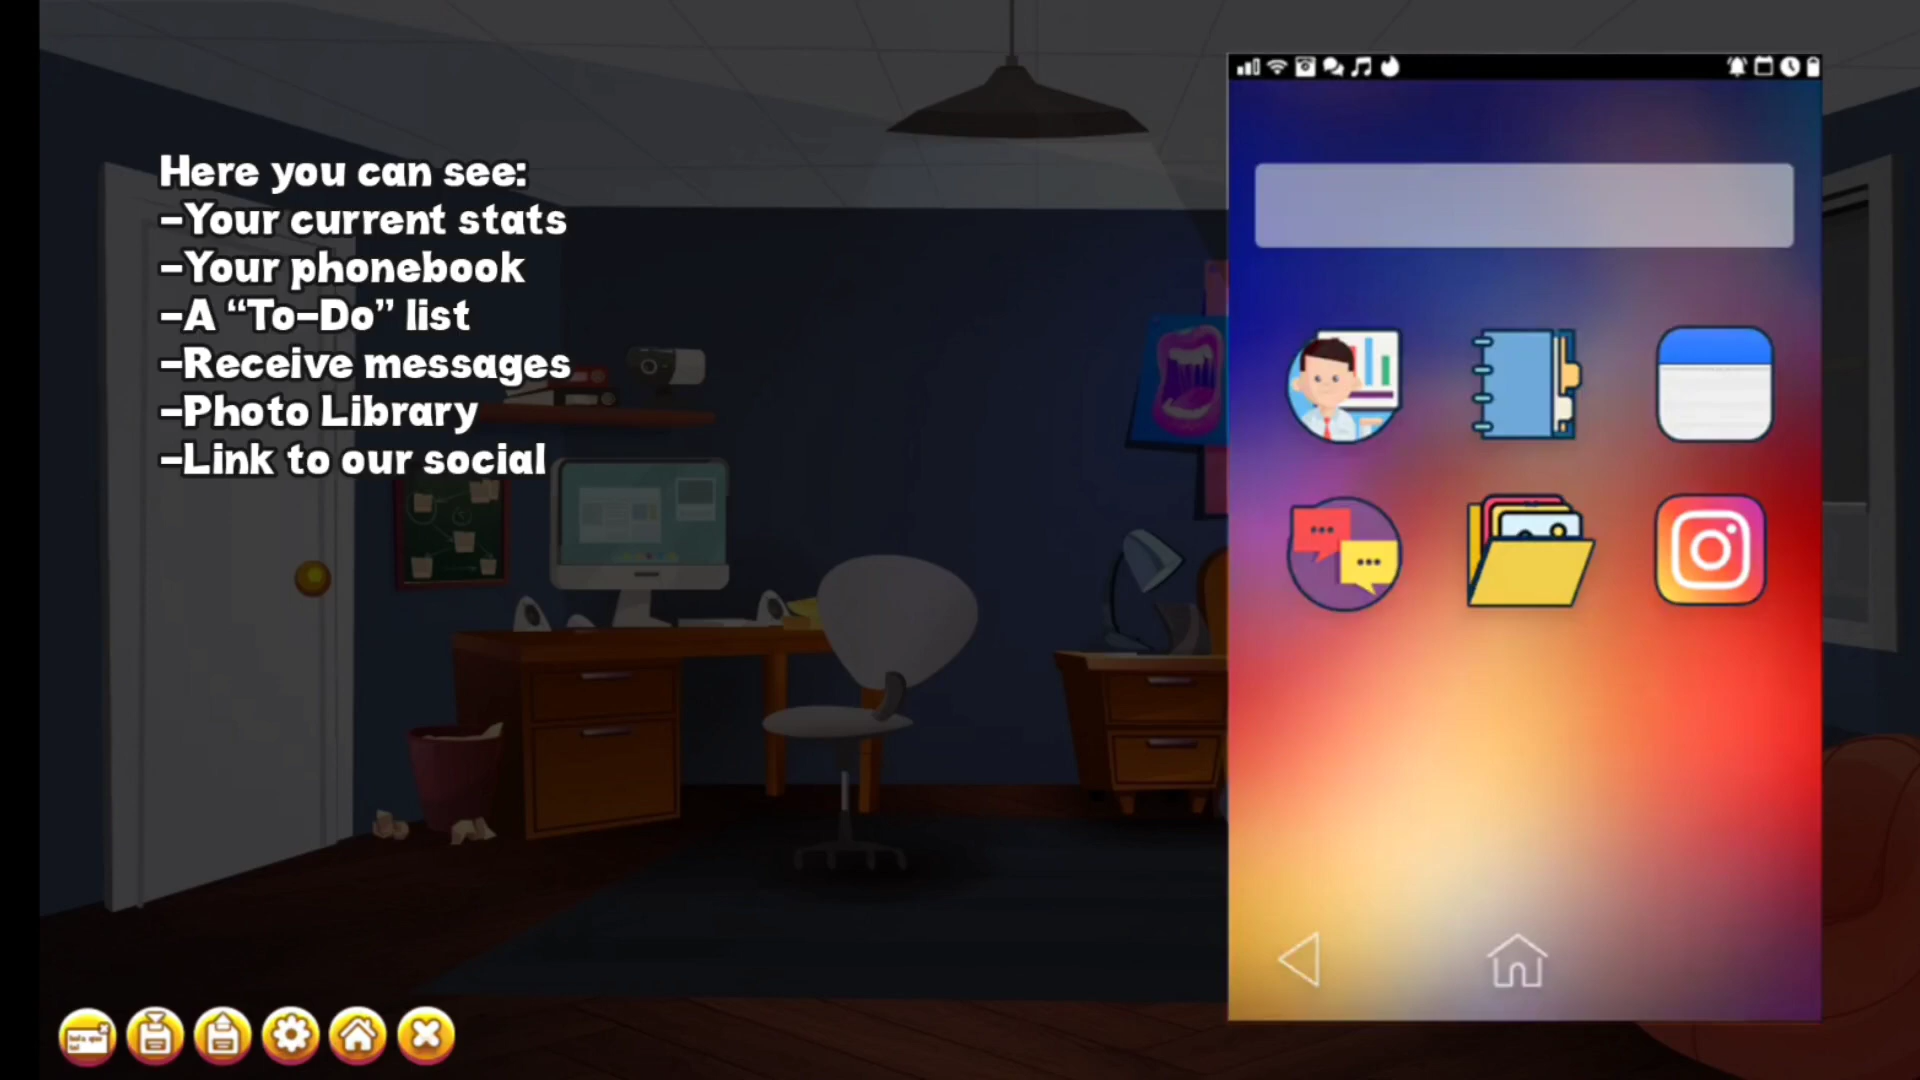 Here you can see:
-Your current stats
-Your phonebook
-A “To-Do” list
-Receive messages
-Photo Library
-Link to our social